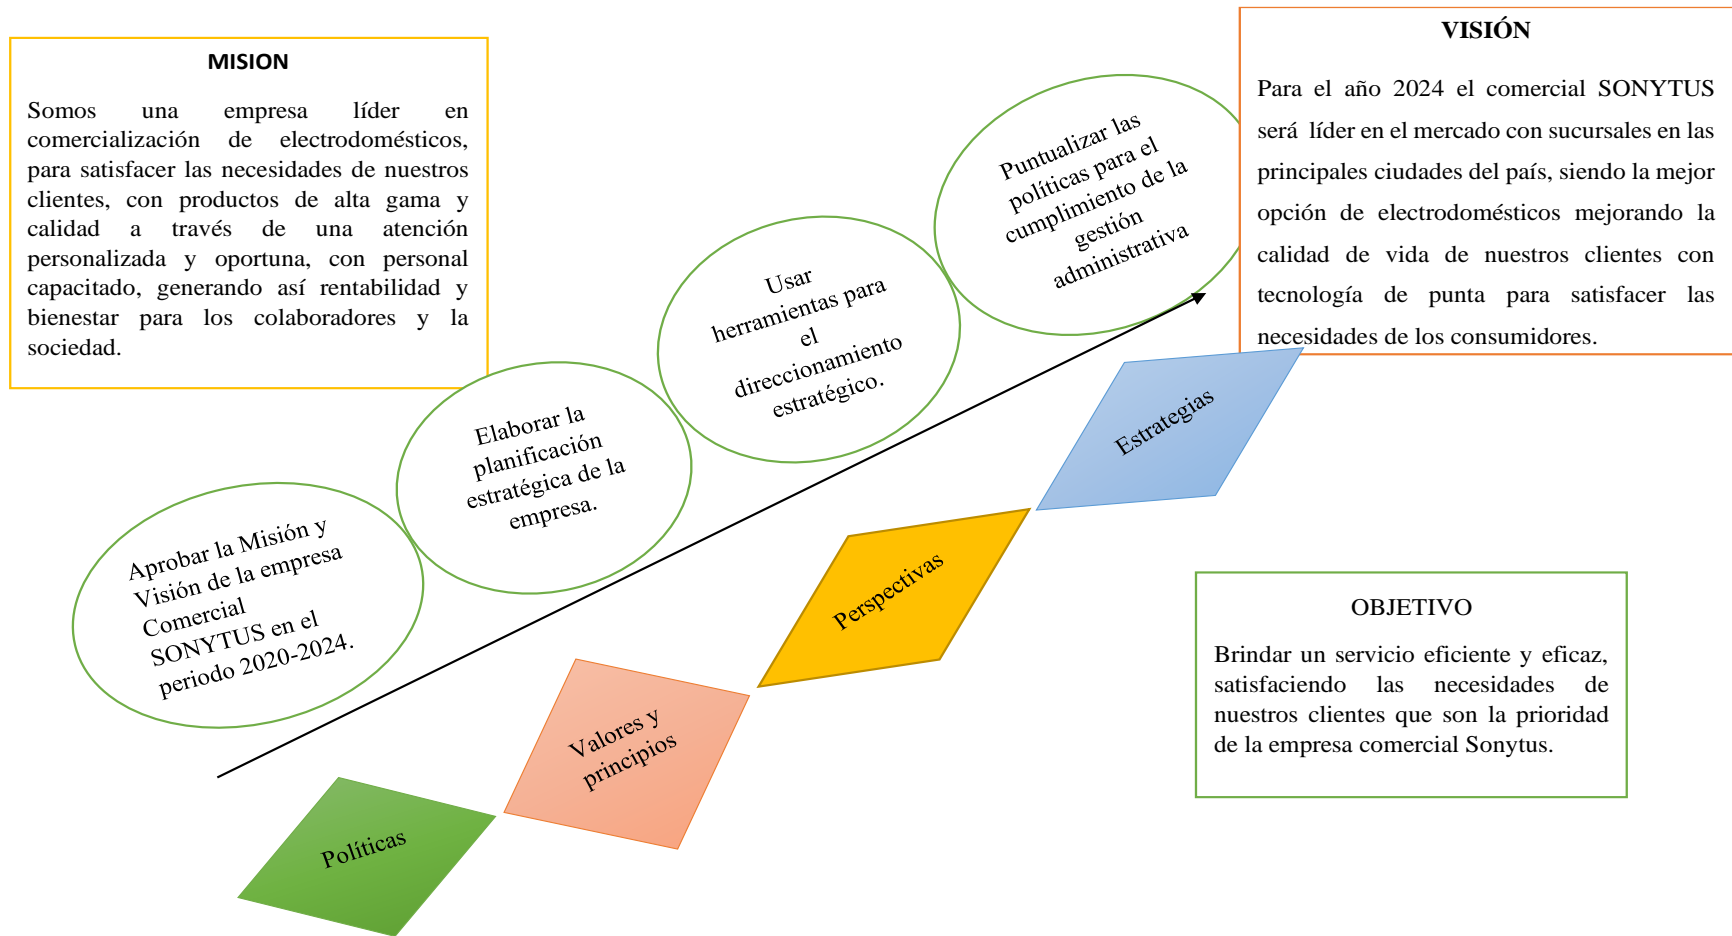 MISION
Somos una empresa líder en
comercialización de electrodomésticos,
para satisfacer las necesidades de nuestros
clientes, con productos de alta gama y
calidad a través de una atención
personalizada y oportuna, con personal
capacitado, generando así rentabilidad y
bienestar para los colaboradores y la
sociedad.
VISIÓN
Para el año 2024 el comercial SONYTUS
será líder en el mercado con sucursales en las
principales ciudades del país, siendo la mejor
opción de electrodomésticos mejorando la
calidad de vida de nuestros clientes con
tecnología de punta para satisfacer las
necesidades de los consumidores.
Aprobar la Misión y
Visión de la empresa
Comercial
SONYTUS en el
periodo 2020-2024.
Elaborar la
planificación
estratégica de la
empresa.
Usar
herramientas para
el
direccionamiento
estratégico.
Puntualizar las
políticas para el
cumplimiento de la
gestión
administrativa
Políticas
Valores y
principios
Perspectivas
Estrategias
OBJETIVO
Brindar un servicio eficiente y eficaz,
satisfaciendo las necesidades de
nuestros clientes que son la prioridad
de la empresa comercial Sonytus.